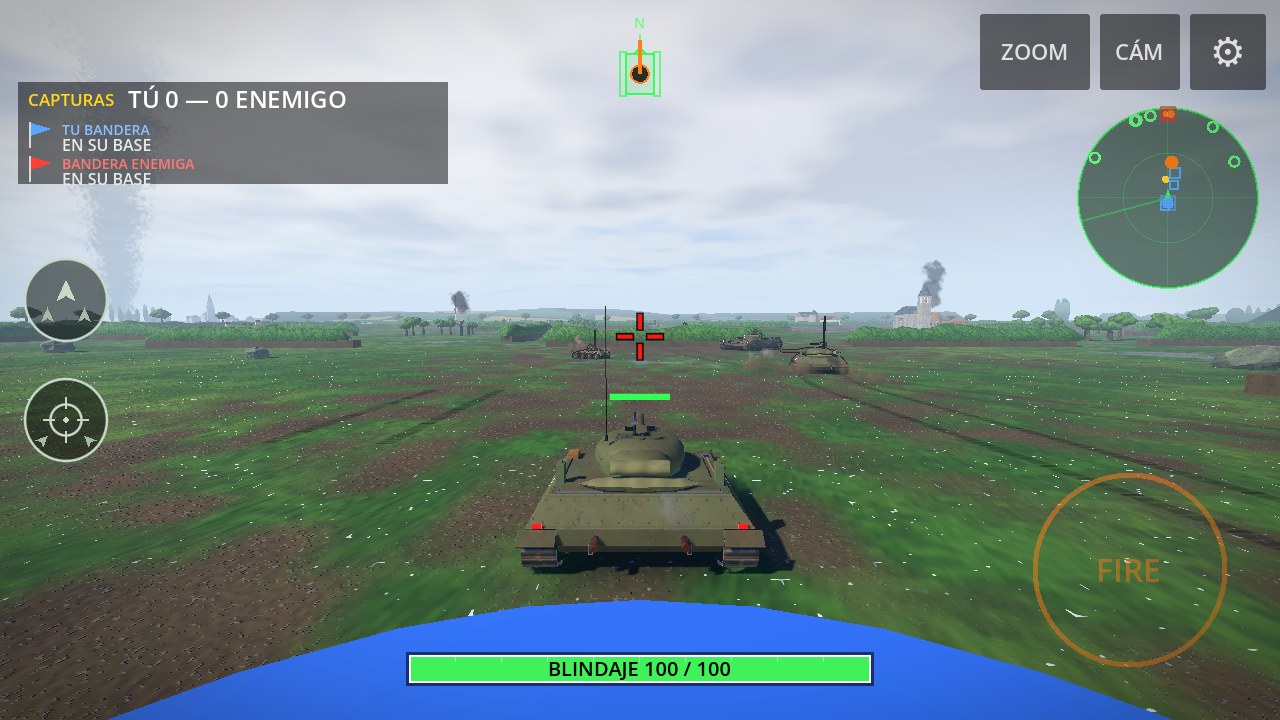 N
ZOOM
CÁM
CAPTURAS TÚ 0 — 0 ENEMIGO
TU BANDERA
EN SU BASE
BANDERA ENEMIGA
EN SU BASE
FIRE
BLINDAJE 100 / 100